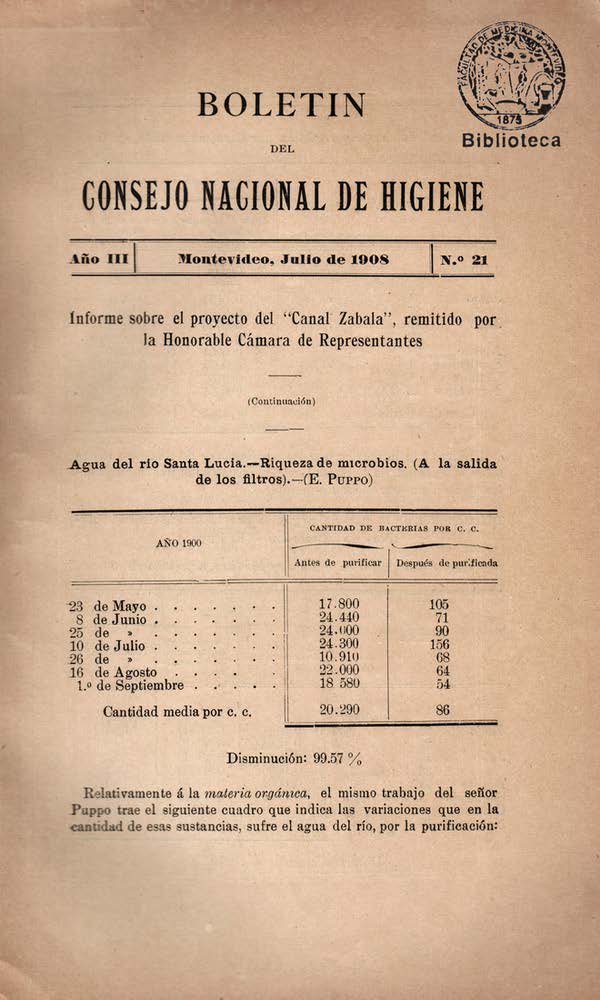 FACULTAD DE MEDICINA MONTEVIDEO
1875
Biblioteca
BOLETIN
DEL
CONSEJO NACIONAL DE HIGIENE
Año III
Montevideo, Julio de 1908
N.º 21
Informe sobre el proyecto del “Canal Zabala”, remitido por
la Honorable Cámara de Representantes
(Continuación)
Agua del río Santa Lucía.—Riqueza de microbios. (A la salida
de los filtros).—(E. PUPPO)
AÑO 1900
CANTIDAD DE BACTERIAS POR C. C.
Antes de purificar Después de purificada
23 de Mayo . . . . . . . 17.800 105
8 de Junio . . . . . . . 24.440 71
25 de » . . . . . . . 24.000 90
10 de Julio . . . . . . . 24.300 156
26 de » . . . . . . . 10.910 68
16 de Agosto . . . . . 22.000 64
1.º de Septiembre . . . . . 18 580 54
Cantidad media por c. c. 20.290 86
Disminución: 99.57 %
Relativamente á la materia orgánica, el mismo trabajo del señor
Puppo trae el siguiente cuadro que indica las variaciones que en la
cantidad de esas sustancias, sufre el agua del río, por la purificación: